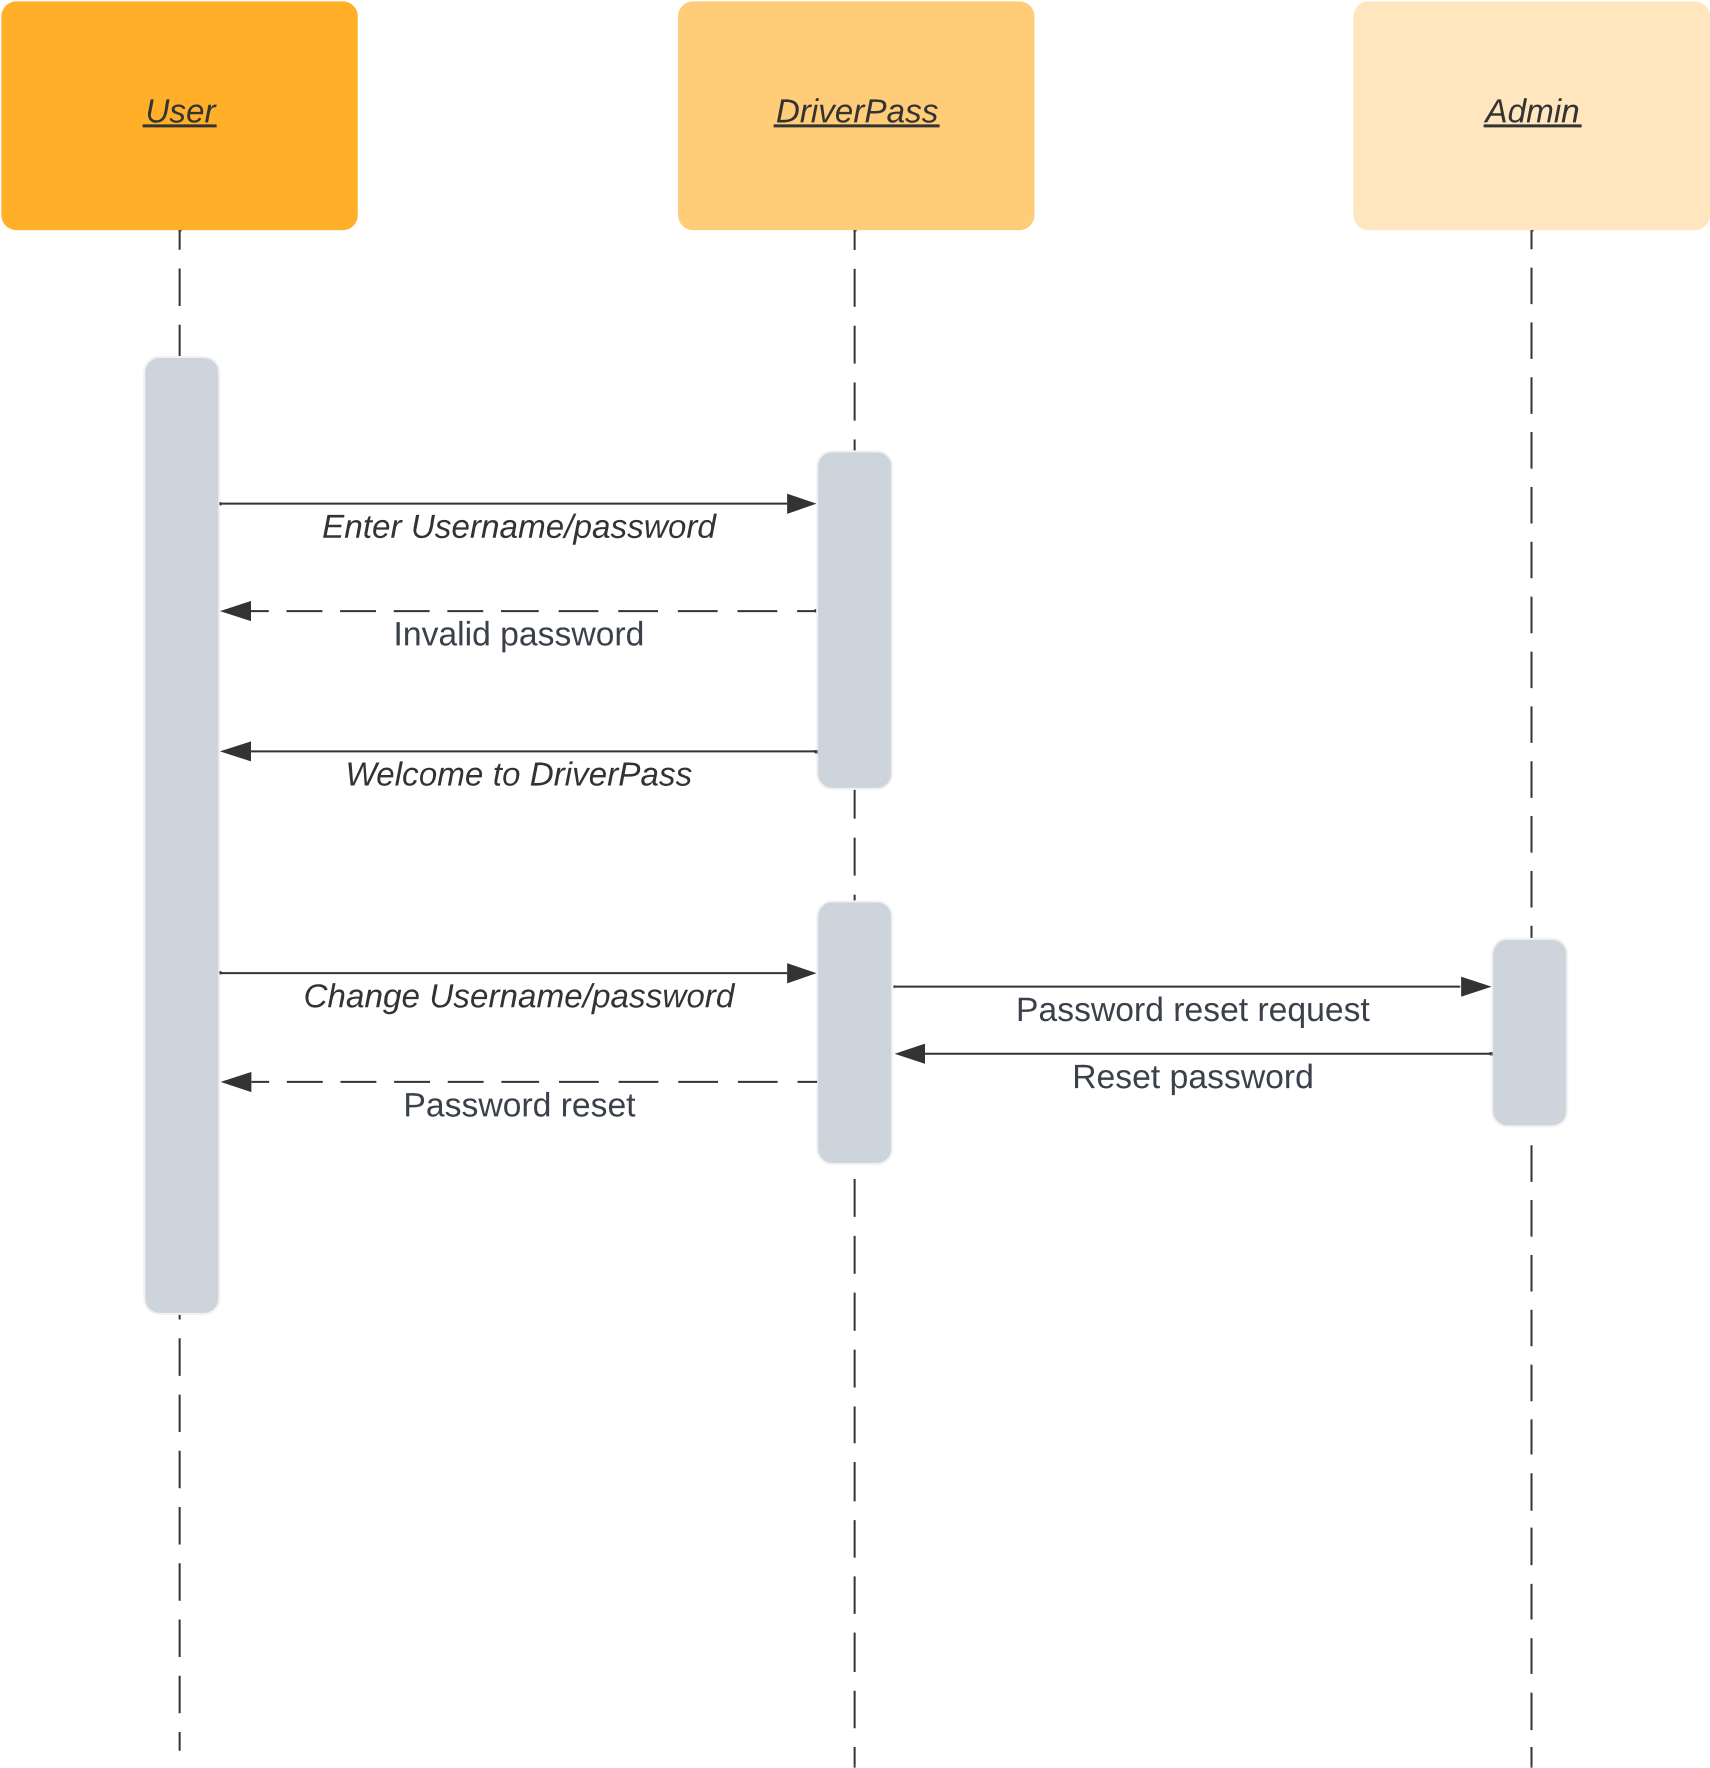 User
DriverPass
Admin
Enter Username/password
Invalid password
Welcome to DriverPass
Change Username/password
Password reset request
Reset password
Password reset